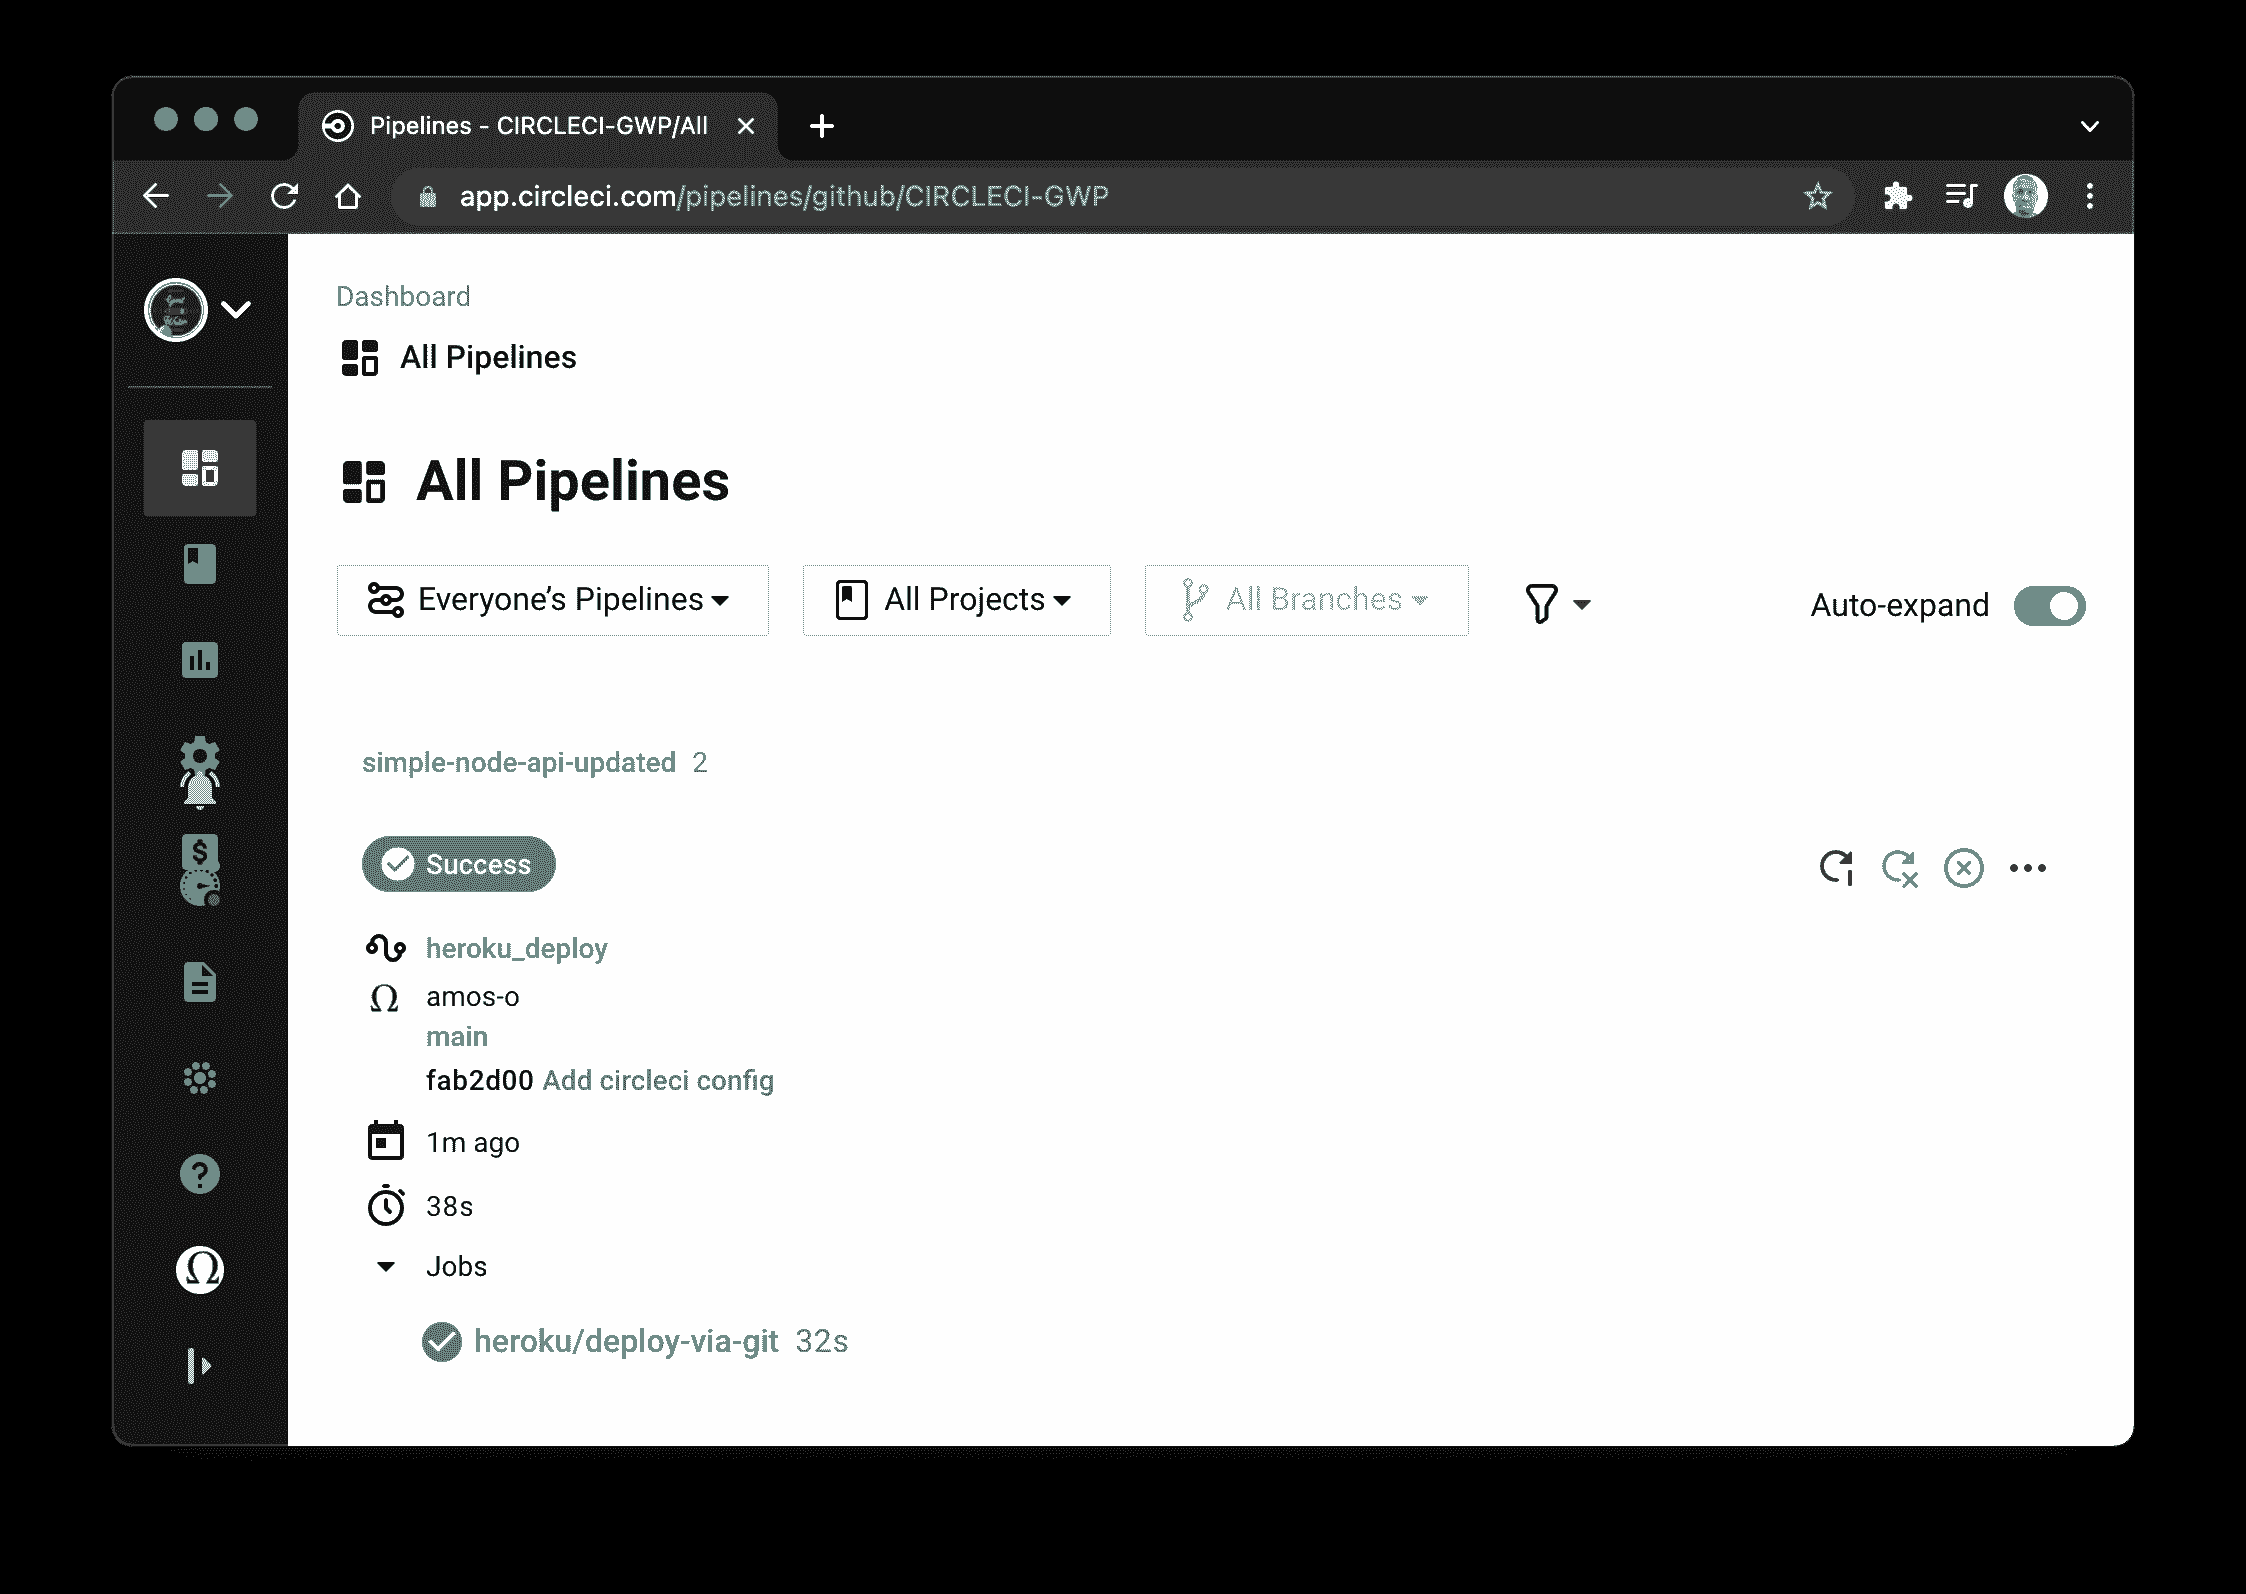 Pipelines - CIRCLECI-GWP/All
app.circleci.com/pipelines/github/CIRCLECI-GWP
Dashboard
All Pipelines
All Pipelines
Everyone’s Pipelines All Projects All Branches Auto-expand
simple-node-api-updated 2
Success
heroku_deploy
amos-o
main
fab2d00 Add circleci config
1m ago
38s
Jobs
heroku/deploy-via-git 32s